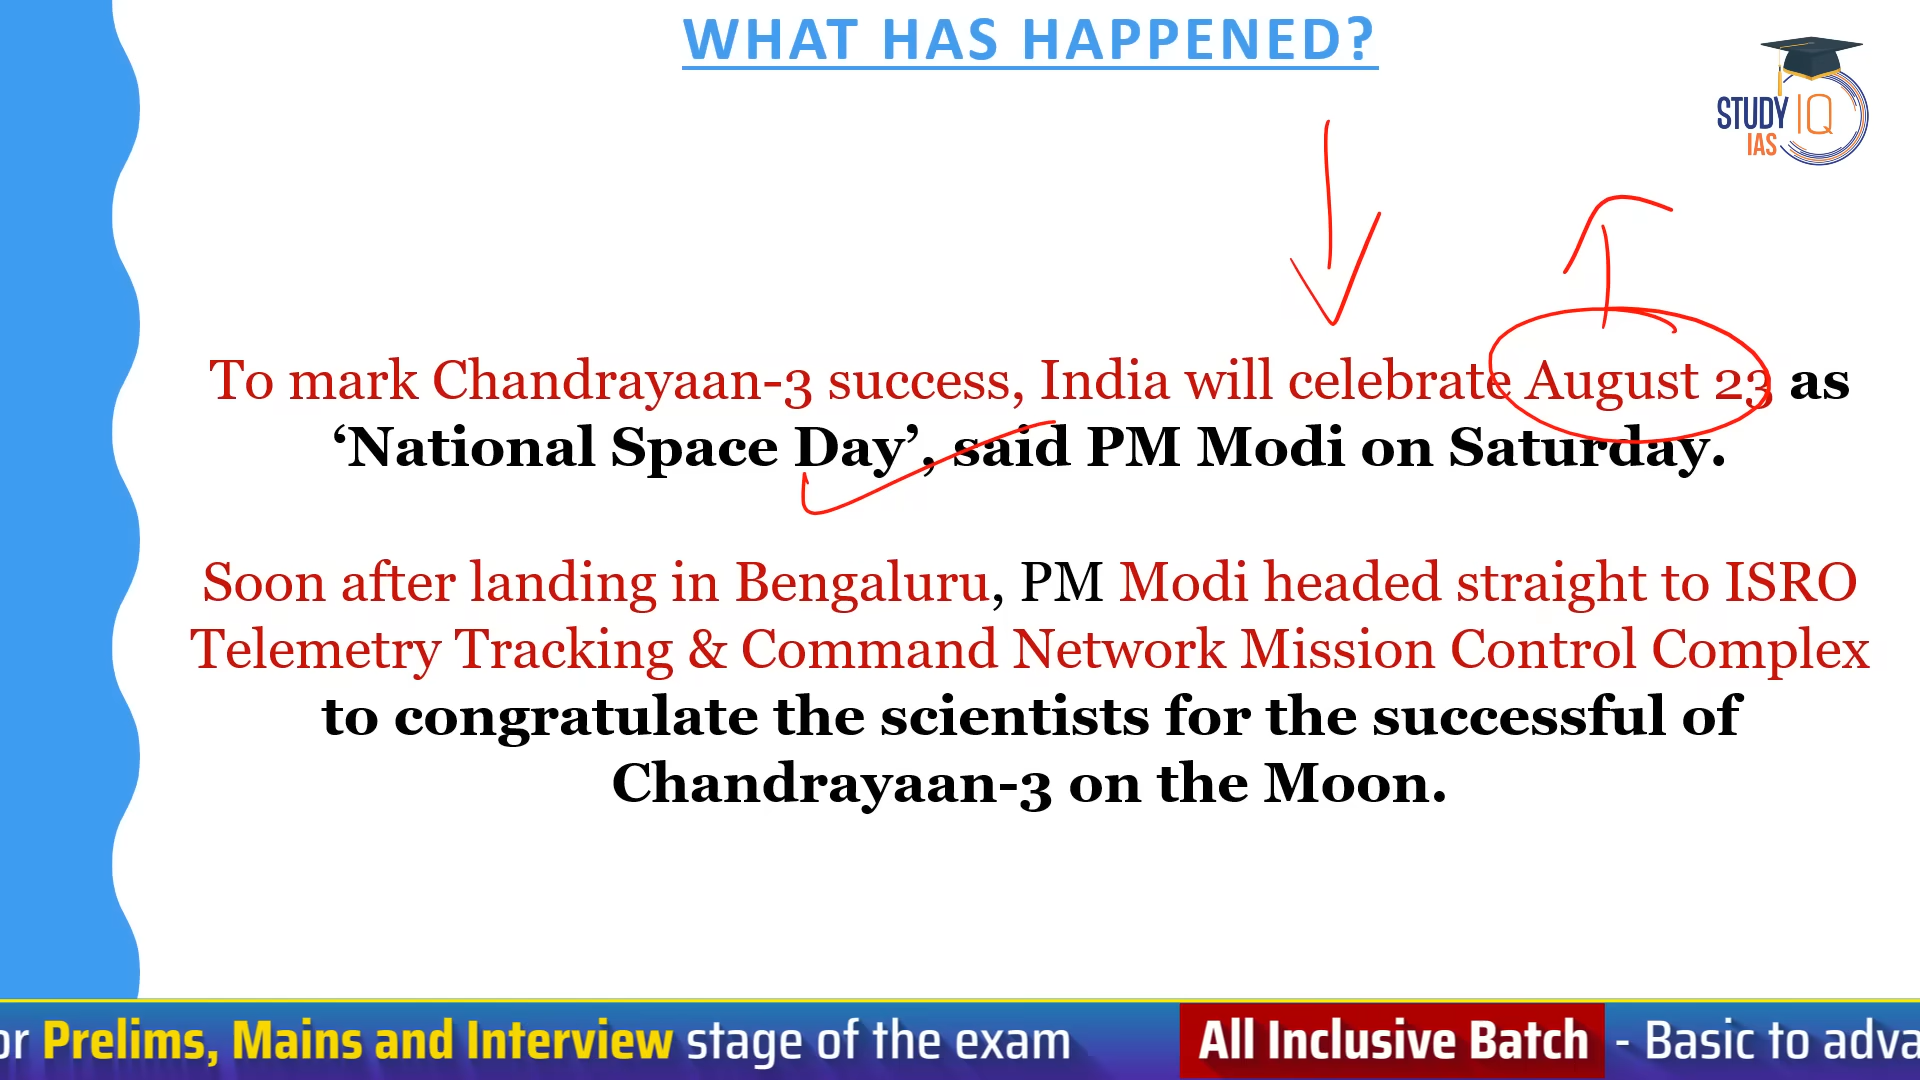 WHAT HAS HAPPENED?
STUDY IQ
IAS
To mark Chandrayaan-3 success, India will celebrate August 23 as
‘National Space Day’, said PM Modi on Saturday.
Soon after landing in Bengaluru, PM Modi headed straight to ISRO
Telemetry Tracking & Command Network Mission Control Complex
to congratulate the scientists for the successful of
Chandrayaan-3 on the Moon.
or Prelims, Mains and Interview stage of the exam All Inclusive Batch - Basic to adva